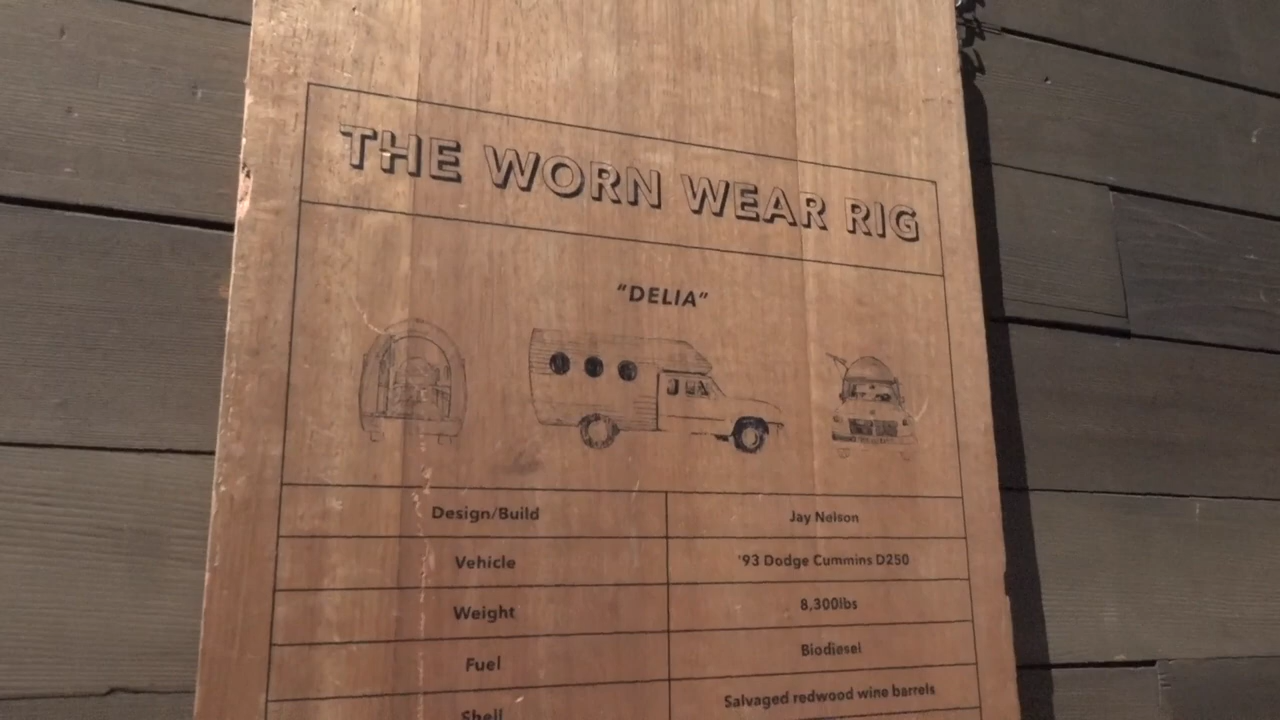 THE WORN WEAR RIG
"DELIA"
Design/Build Jay Nelson
Vehicle '93 Dodge Cummins D250
Weight 8,300lbs
Fuel Biodiesel
Shell Salvaged redwood wine barrels